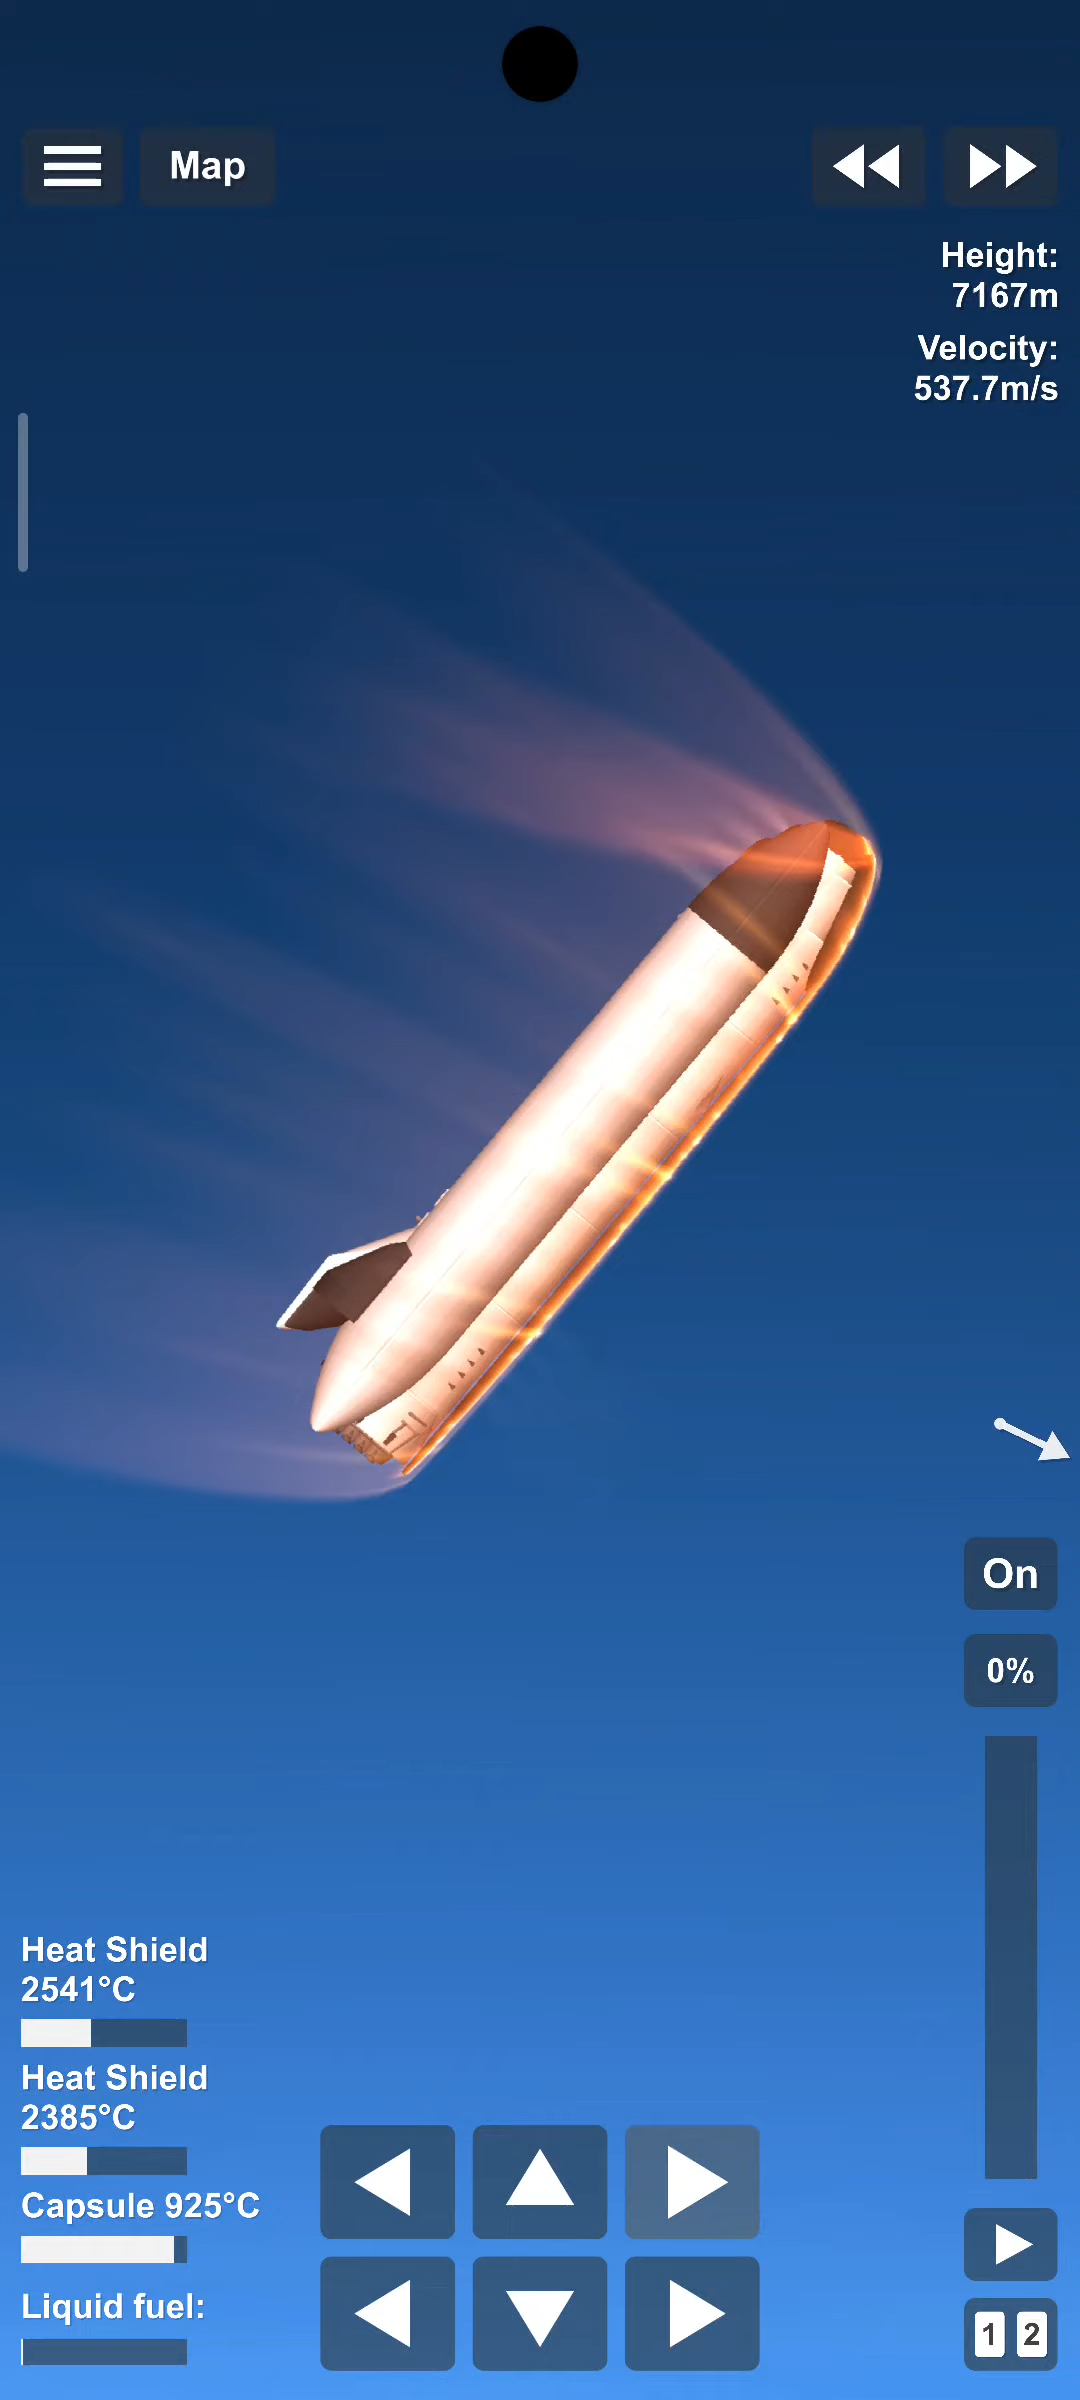 Map
Height:
7167m
Velocity:
537.7m/s
On
0%
Heat Shield
2541°C
Heat Shield
2385°C
Capsule 925°C
Liquid fuel:
1 2